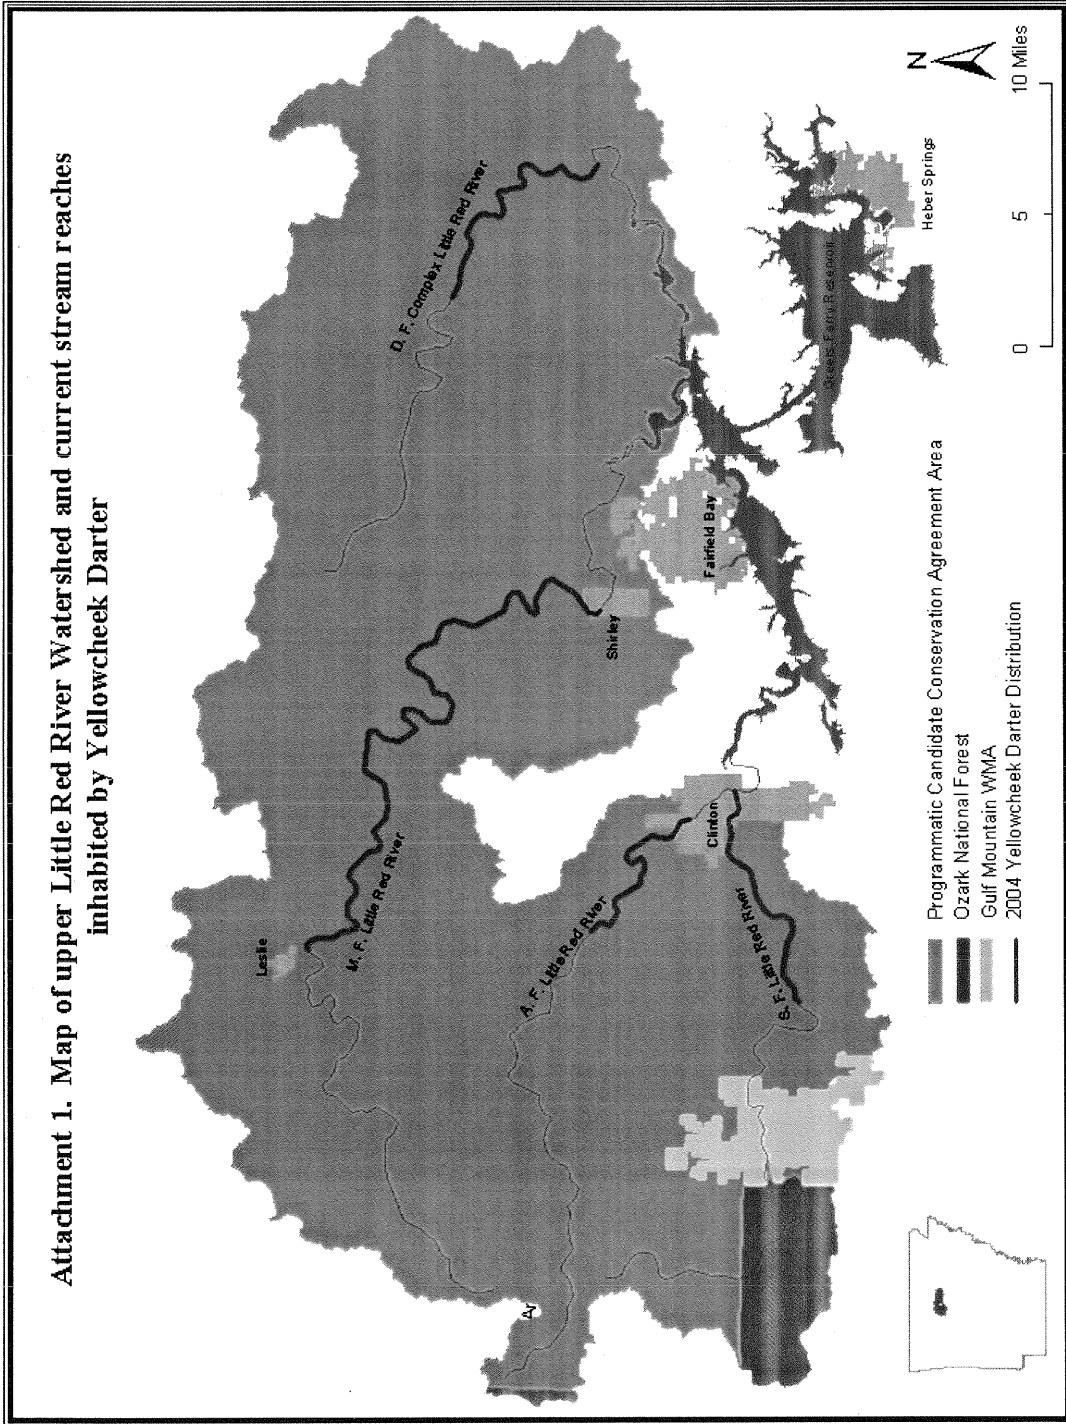 Attachment 1. Map of upper Little Red River Watershed and current stream reaches
inhabited by Yellowcheek Darter
Leslie
M. F. Little Red River
D. F. Complex Little Red River
A. F. Little Red River
Shirley
Fairfield Bay
Clinton
S. F. Little Red River
Greers Ferry Reservoir
Heber Springs
Ar
N
Programmatic Candidate Conservation Agreement Area
Ozark National Forest
Gulf Mountain WMA
2004 Yellowcheek Darter Distribution
0 5 10 Miles